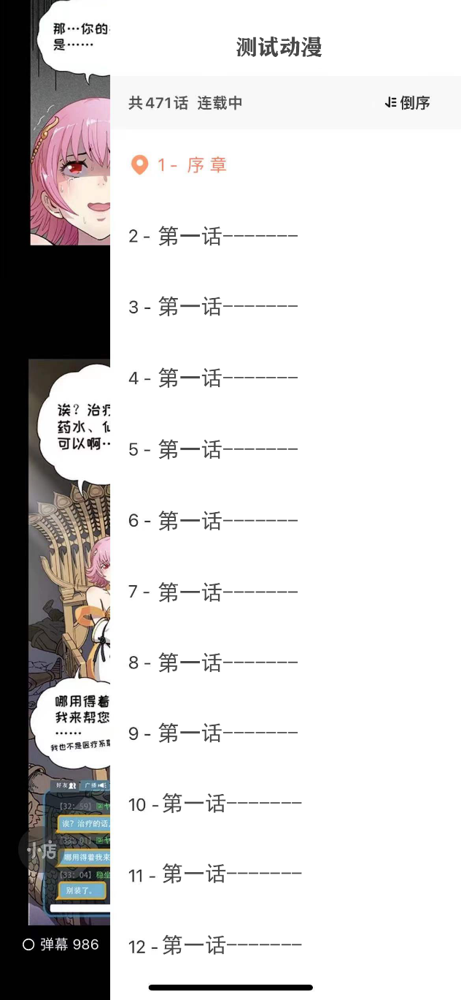 那…你的
是……
测试动漫
共471话 连载中
倒序
1 - 序章
2 - 第一话-------
3 - 第一话-------
4 - 第一话-------
诶？治疗
药水、仙
可以啊…
5 - 第一话-------
6 - 第一话-------
7 - 第一话-------
8 - 第一话-------
哪用得着
我来帮您
……
我也不是医疗系
9 - 第一话-------
好友
广播
[32:59]
诶？治疗的话
10 - 第一话-------
[33:01]
小店
哪用得着我来
[33:04] 稳坐
别装了。
11 - 第一话-------
弹幕 986
12 - 第一话-------